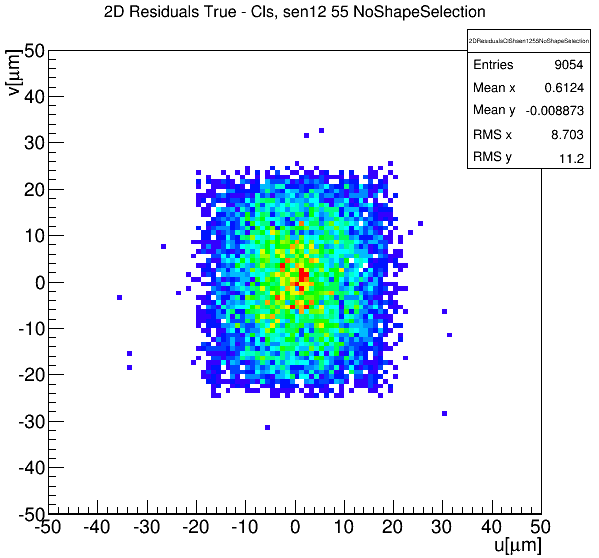 2D Residuals True - Cls, sen12 55 NoShapeSelection
2DResidualsClShsen1255NoShapeSelection
Entries 9054
Mean x 0.6124
Mean y -0.008873
RMS x 8.703
RMS y 11.2
v[μm]
50
40
30
20
10
0
-10
-20
-30
-40
-50
-50 -40 -30 -20 -10 0 10 20 30 40 50
u[μm]